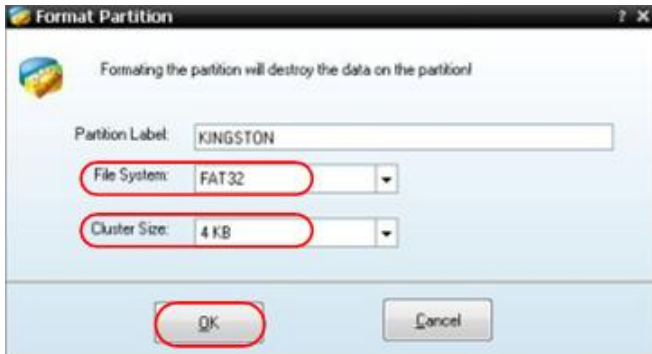 Format Partition ? X
Formating the partition will destroy the data on the partition!
Partition Label: KINGSTON
File System: FAT32
Cluster Size: 4 KB
OK Cancel